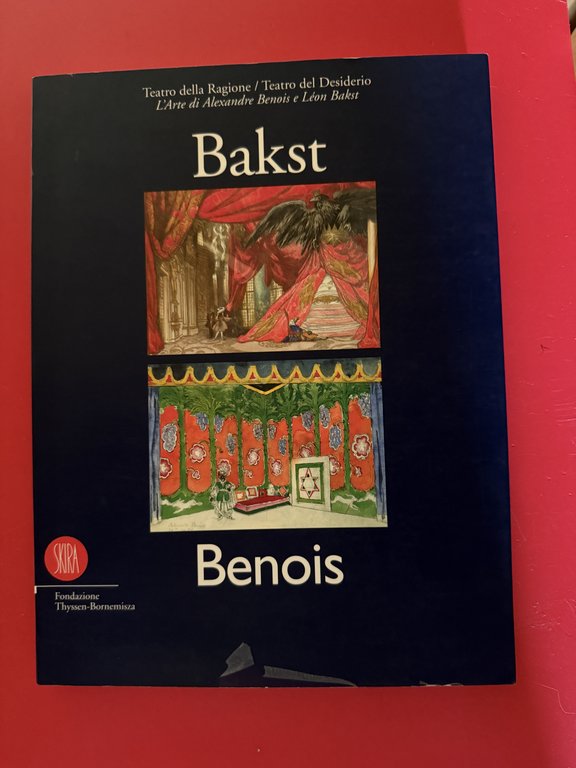 Teatro della Ragione / Teatro del Desiderio
L'Arte di Alexandre Benois e Léon Bakst
Bakst
Benois
SKIRA
Fondazione
Thyssen-Bornemisza